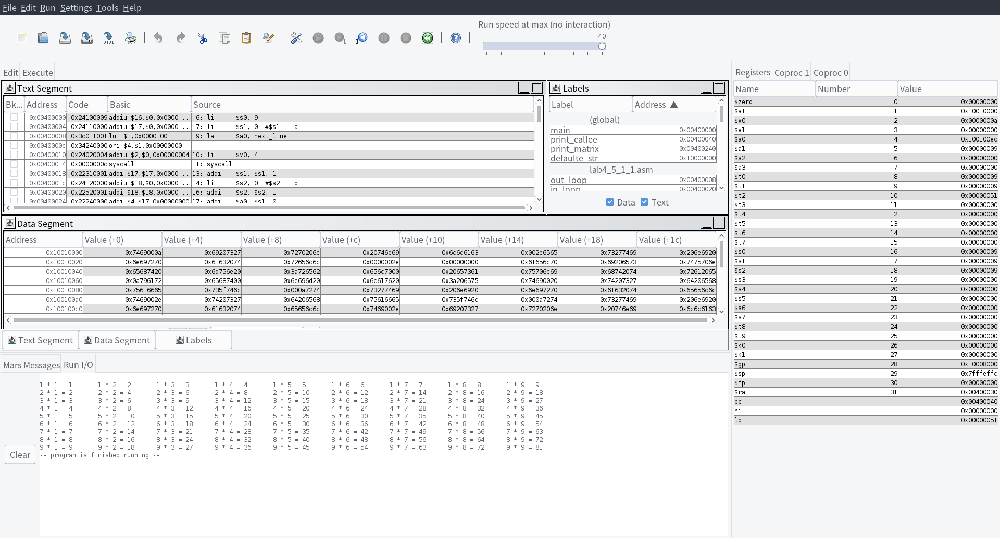 File Edit Run Settings Tools Help
Run speed at max (no interaction)
40
0101
1
1
Edit Execute
Text Segment
Bk... Address Code Basic Source
0x00400000 0x24100009 addiu $16,$0,0x0000... 6: li $s0, 9
0x00400004 0x24110000 addiu $17,$0,0x0000... 7: li $s1, 0 #$s1 a
0x00400008 0x3c011001 lui $1,0x00001001 9: la $a0, next_line
0x0040000c 0x34240000 ori $4,$1,0x00000000
0x00400010 0x24020004 addiu $2,$0,0x00000004 10: li $v0, 4
0x00400014 0x0000000c syscall 11: syscall
0x00400018 0x22310001 addi $17,$17,0x0000... 13: addi $s1, $s1, 1
0x0040001c 0x24120000 addiu $18,$0,0x0000... 14: li $s2, 0 #$s2 b
0x00400020 0x22520001 addi $18,$18,0x0000... 16: addi $s2, $s2, 1
0x00400024 0x22240000 addi $4,$17,0x00000000 17: addi $a0, $s1, 0
Labels
Label Address ▲
(global)
main 0x00400000
print_callee 0x00400040
print_matrix 0x00400240
defaulte_str 0x10000000
lab4_5_1_1.asm
out_loop 0x00400008
in_loop 0x00400020
Data Text
Data Segment
Address Value (+0) Value (+4) Value (+8) Value (+c) Value (+10) Value (+14) Value (+18) Value (+1c)
0x10010000 0x7469000a 0x69207327 0x7270206e 0x20746e69 0x6c6c6163 0x002e6565 0x73277469 0x206e6920
0x10010020 0x6e697270 0x61632074 0x72656c6c 0x0000002e 0x00000000 0x61656c70 0x69206573 0x7475706e
0x10010040 0x65687420 0x6d756e20 0x3a726562 0x656c7000 0x20657361 0x75706e69 0x68742074 0x72612065
0x10010060 0x0a796172 0x65687400 0x6e696d20 0x6c617620 0x3a206575 0x74690020 0x74207327 0x64206568
0x10010080 0x75616665 0x735f746c 0x000a7274 0x73277469 0x206e6920 0x6e697270 0x61632074 0x65656c6c
0x100100a0 0x7469002e 0x74207327 0x64206568 0x75616665 0x735f746c 0x000a7274 0x73277469 0x206e6920
0x100100c0 0x6e697270 0x61632074 0x65656c6c 0x7469002e 0x69207327 0x7270206e 0x20746e69 0x6c6c6163
Text Segment Data Segment Labels
Mars Messages Run I/O
1 * 1 = 1 1 * 2 = 2 1 * 3 = 3 1 * 4 = 4 1 * 5 = 5 1 * 6 = 6 1 * 7 = 7 1 * 8 = 8 1 * 9 = 9
2 * 1 = 2 2 * 2 = 4 2 * 3 = 6 2 * 4 = 8 2 * 5 = 10 2 * 6 = 12 2 * 7 = 14 2 * 8 = 16 2 * 9 = 18
3 * 1 = 3 3 * 2 = 6 3 * 3 = 9 3 * 4 = 12 3 * 5 = 15 3 * 6 = 18 3 * 7 = 21 3 * 8 = 24 3 * 9 = 27
4 * 1 = 4 4 * 2 = 8 4 * 3 = 12 4 * 4 = 16 4 * 5 = 20 4 * 6 = 24 4 * 7 = 28 4 * 8 = 32 4 * 9 = 36
5 * 1 = 5 5 * 2 = 10 5 * 3 = 15 5 * 4 = 20 5 * 5 = 25 5 * 6 = 30 5 * 7 = 35 5 * 8 = 40 5 * 9 = 45
6 * 1 = 6 6 * 2 = 12 6 * 3 = 18 6 * 4 = 24 6 * 5 = 30 6 * 6 = 36 6 * 7 = 42 6 * 8 = 48 6 * 9 = 54
7 * 1 = 7 7 * 2 = 14 7 * 3 = 21 7 * 4 = 28 7 * 5 = 35 7 * 6 = 42 7 * 7 = 49 7 * 8 = 56 7 * 9 = 63
8 * 1 = 8 8 * 2 = 16 8 * 3 = 24 8 * 4 = 32 8 * 5 = 40 8 * 6 = 48 8 * 7 = 56 8 * 8 = 64 8 * 9 = 72
9 * 1 = 9 9 * 2 = 18 9 * 3 = 27 9 * 4 = 36 9 * 5 = 45 9 * 6 = 54 9 * 7 = 63 9 * 8 = 72 9 * 9 = 81
-- program is finished running --
Clear
Registers Coproc 1 Coproc 0
Name Number Value
$zero 0 0x00000000
$at 1 0x10010000
$v0 2 0x0000000a
$v1 3 0x00000000
$a0 4 0x100100ec
$a1 5 0x00000009
$a2 6 0x00000000
$a3 7 0x00000000
$t0 8 0x00000009
$t1 9 0x00000009
$t2 10 0x00000051
$t3 11 0x00000000
$t4 12 0x00000000
$t5 13 0x00000000
$t6 14 0x00000000
$t7 15 0x00000000
$s0 16 0x00000009
$s1 17 0x00000009
$s2 18 0x00000009
$s3 19 0x00000000
$s4 20 0x00000000
$s5 21 0x00000000
$s6 22 0x00000000
$s7 23 0x00000000
$t8 24 0x00000000
$t9 25 0x00000000
$k0 26 0x00000000
$k1 27 0x00000000
$gp 28 0x10008000
$sp 29 0x7fffeffc
$fp 30 0x00000000
$ra 31 0x00400030
pc 0x00400040
hi 0x00000000
lo 0x00000051